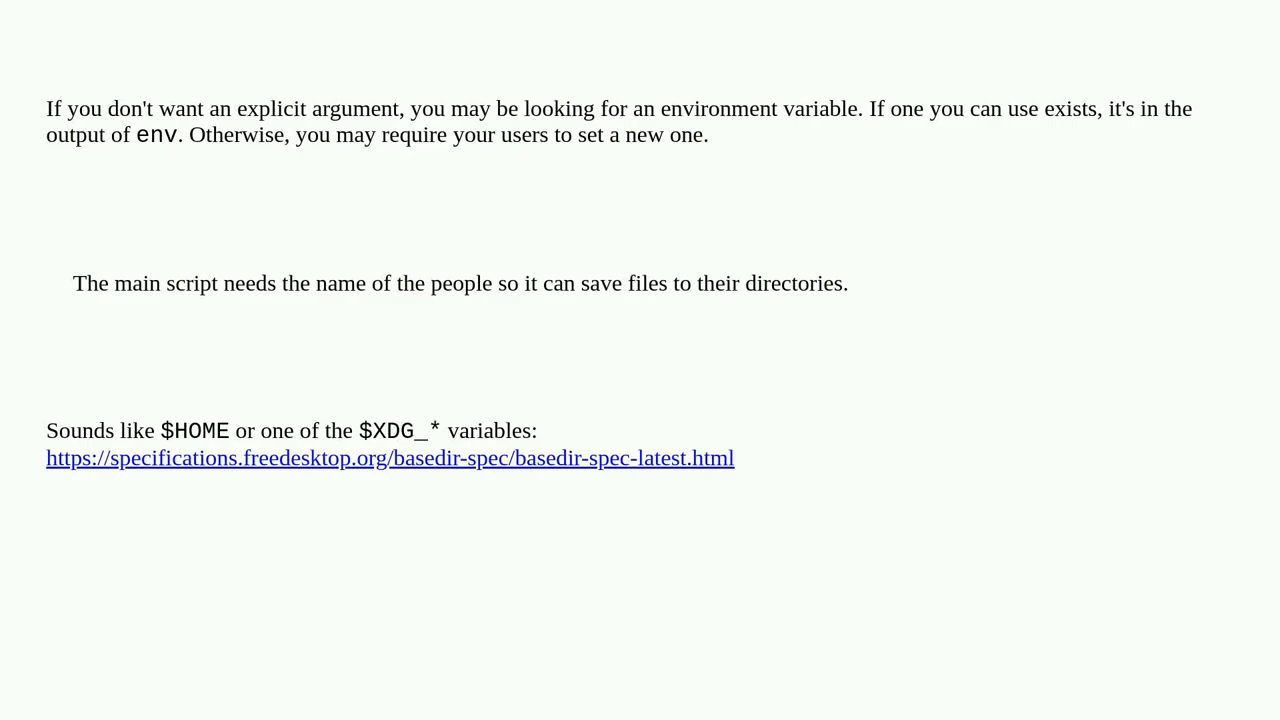 If you don't want an explicit argument, you may be looking for an environment variable. If one you can use exists, it's in the
output of env. Otherwise, you may require your users to set a new one.
The main script needs the name of the people so it can save files to their directories.
Sounds like $HOME or one of the $XDG_* variables:
https://specifications.freedesktop.org/basedir-spec/basedir-spec-latest.html